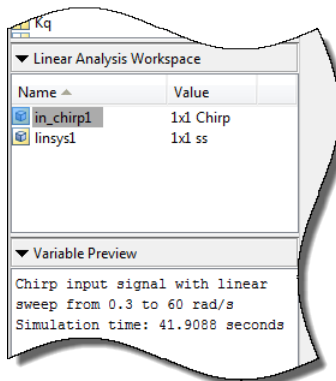 Kq
Linear Analysis Workspace
Name Value
in_chirp1 1x1 Chirp
linsys1 1x1 ss
Variable Preview
Chirp input signal with linear
sweep from 0.3 to 60 rad/s
Simulation time: 41.9088 seconds